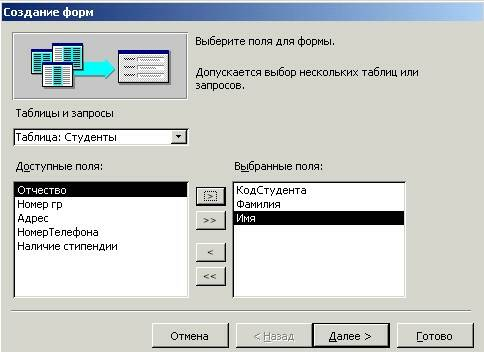 Создание форм
Выберите поля для формы.
Допускается выбор нескольких таблиц или
запросов.
Таблицы и запросы
Таблица: Студенты
Доступные поля:
Выбранные поля:
Отчество
Номер гр
Адрес
НомерТелефона
Наличие стипендии
>
>>
<
<<
КодСтудента
Фамилия
Имя
Отмена
< Назад
Далее >
Готово